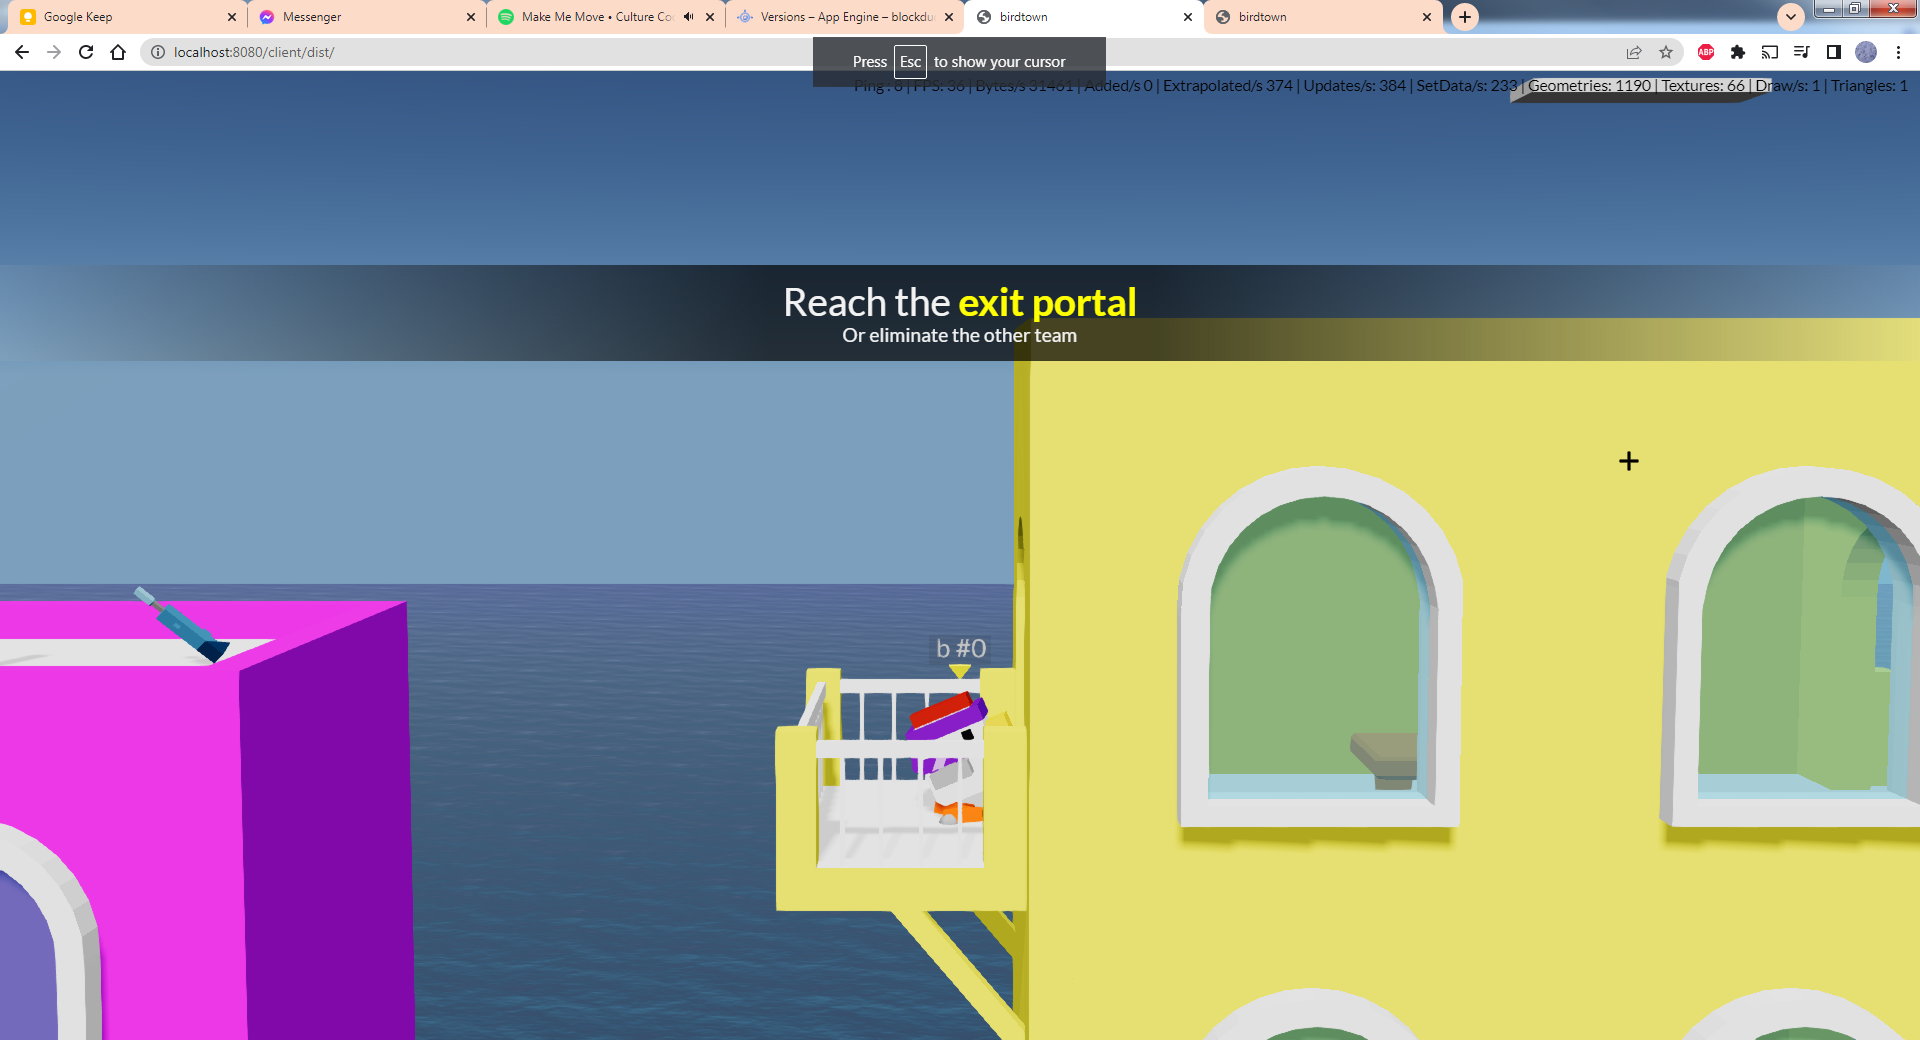 Google Keep
Messenger
Make Me Move • Culture Co
Versions – App Engine – blockdu
birdtown
birdtown
localhost:8080/client/dist/
ABP
Press Esc to show your cursor
Ping : 8 | FPS: 36 | Bytes/s 31461 | Added/s 0 | Extrapolated/s 374 | Updates/s: 384 | SetData/s: 233 | Geometries: 1190 | Textures: 66 | Draw/s: 1 | Triangles: 1
Reach the exit portal
Or eliminate the other team
b #0